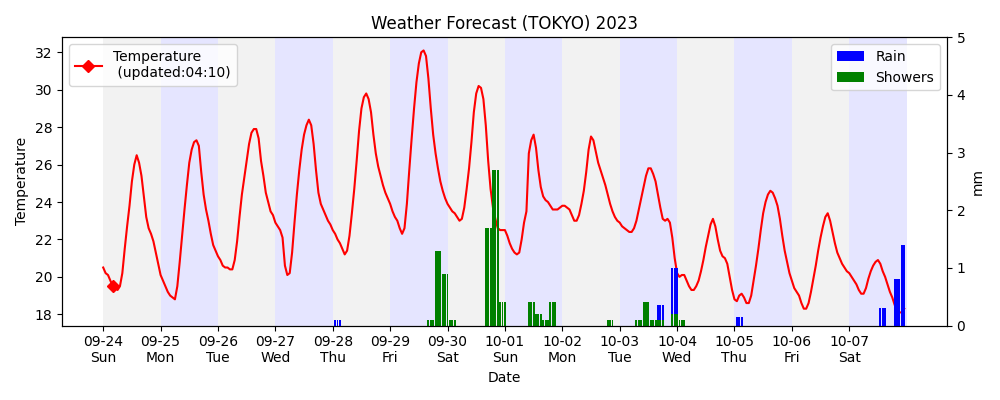 Weather Forecast (TOKYO) 2023
Temperature
(updated:04:10)
Rain
Showers
Temperature
32
30
28
26
24
22
20
18
5
4
3
2
1
0
mm
09-24 09-25 09-26 09-27 09-28 09-29 09-30 10-01 10-02 10-03 10-04 10-05 10-06 10-07
Sun Mon Tue Wed Thu Fri Sat Sun Mon Tue Wed Thu Fri Sat
Date